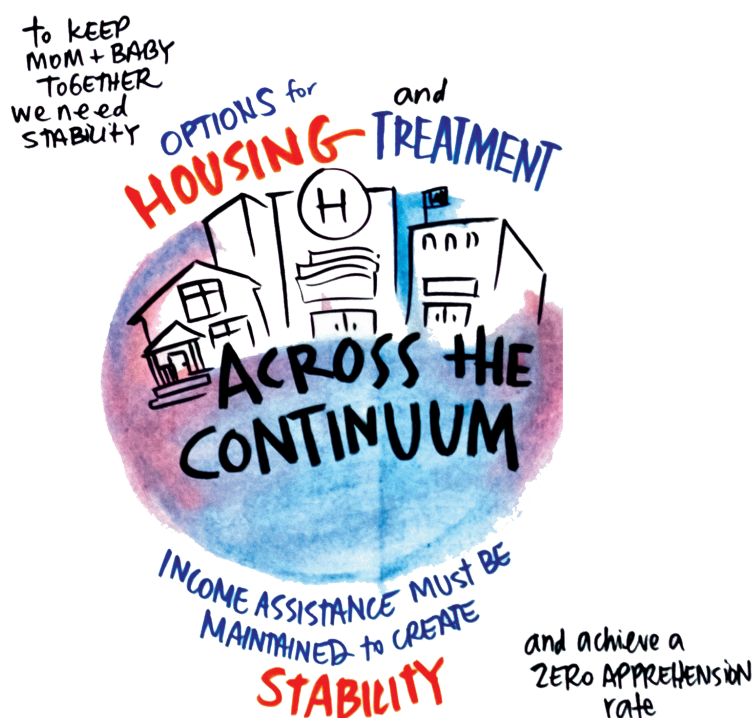 to KEEP
MOM + BABY
TOGETHER
we need
STABILITY
OPTIONS for
HOUSING
and
TREATMENT
H
ACROSS tHE
CONTINUUM
INCOME ASSISTANCE MUSt BE
MAINTAINED to CREATE
STABILITY
and achieve a
ZERO APPREHENSiON
rate